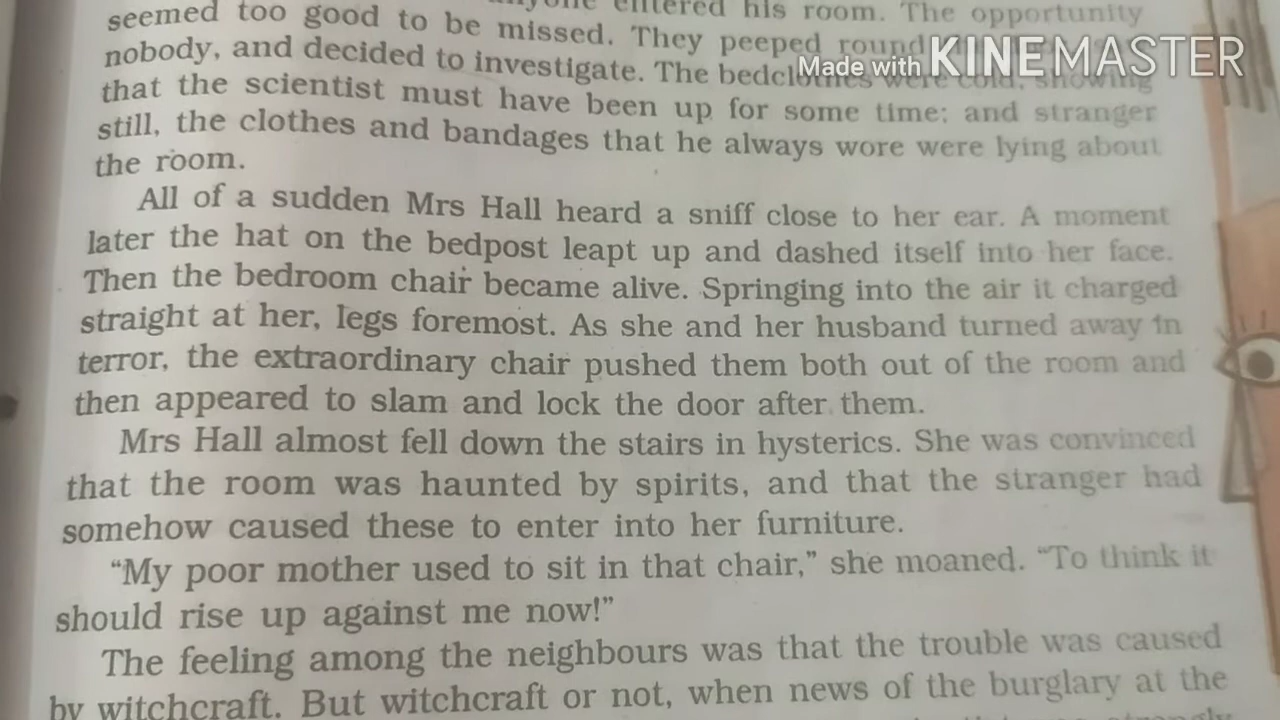 entered his room. The opportunity
seemed too good to be missed. They peeped round
nobody, and decided to investigate. The bedclothes were cold, showing
that the scientist must have been up for some time; and stranger
still, the clothes and bandages that he always wore were lying about
the room.
All of a sudden Mrs Hall heard a sniff close to her ear. A moment
later the hat on the bedpost leapt up and dashed itself into her face.
Then the bedroom chair became alive. Springing into the air it charged
straight at her, legs foremost. As she and her husband turned away in
terror, the extraordinary chair pushed them both out of the room and
then appeared to slam and lock the door after them.
Mrs Hall almost fell down the stairs in hysterics. She was convinced
that the room was haunted by spirits, and that the stranger had
somehow caused these to enter into her furniture.
“My poor mother used to sit in that chair,” she moaned. “To think it
should rise up against me now!”
The feeling among the neighbours was that the trouble was caused
by witchcraft. But witchcraft or not, when news of the burglary at the
Made with KINEMASTER